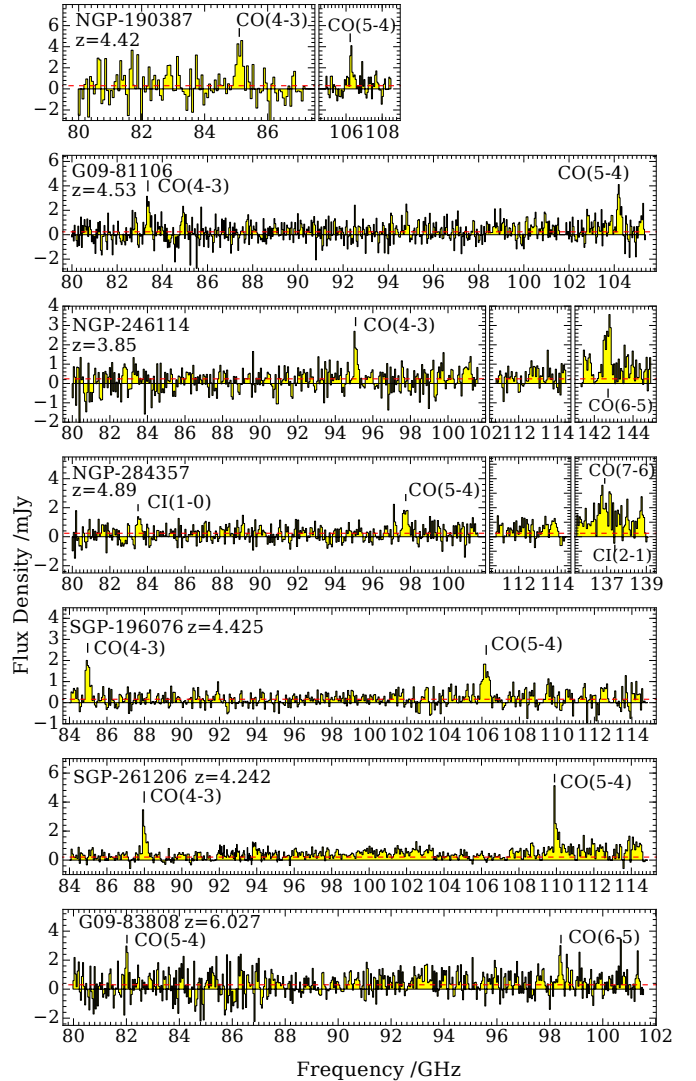 NGP-190387
z=4.42
CO(4-3)
CO(5-4)
6
4
2
0
−2
80 82 84 86 106 108
G09-81106
z=4.53
CO(4-3)
CO(5-4)
6
4
2
0
−2
80 82 84 86 88 90 92 94 96 98 100 102 104
NGP-246114
z=3.85
CO(4-3)
CO(6-5)
4
3
2
1
0
−1
−2
80 82 84 86 88 90 92 94 96 98 100 102 112 114 142 144
NGP-284357
z=4.89
CI(1-0)
CO(5-4)
CO(7-6)
CI(2-1)
4
2
0
−2
80 82 84 86 88 90 92 94 96 98 100 112 114 137 139
SGP-196076 z=4.425
CO(4-3)
CO(5-4)
4
3
2
1
0
−1
84 86 88 90 92 94 96 98 100 102 104 106 108 110 112 114
SGP-261206 z=4.242
CO(4-3)
CO(5-4)
6
4
2
0
84 86 88 90 92 94 96 98 100 102 104 106 108 110 112 114
G09-83808 z=6.027
CO(5-4)
CO(6-5)
4
2
0
−2
80 82 84 86 88 90 92 94 96 98 100 102
Flux Density /mJy
Frequency /GHz